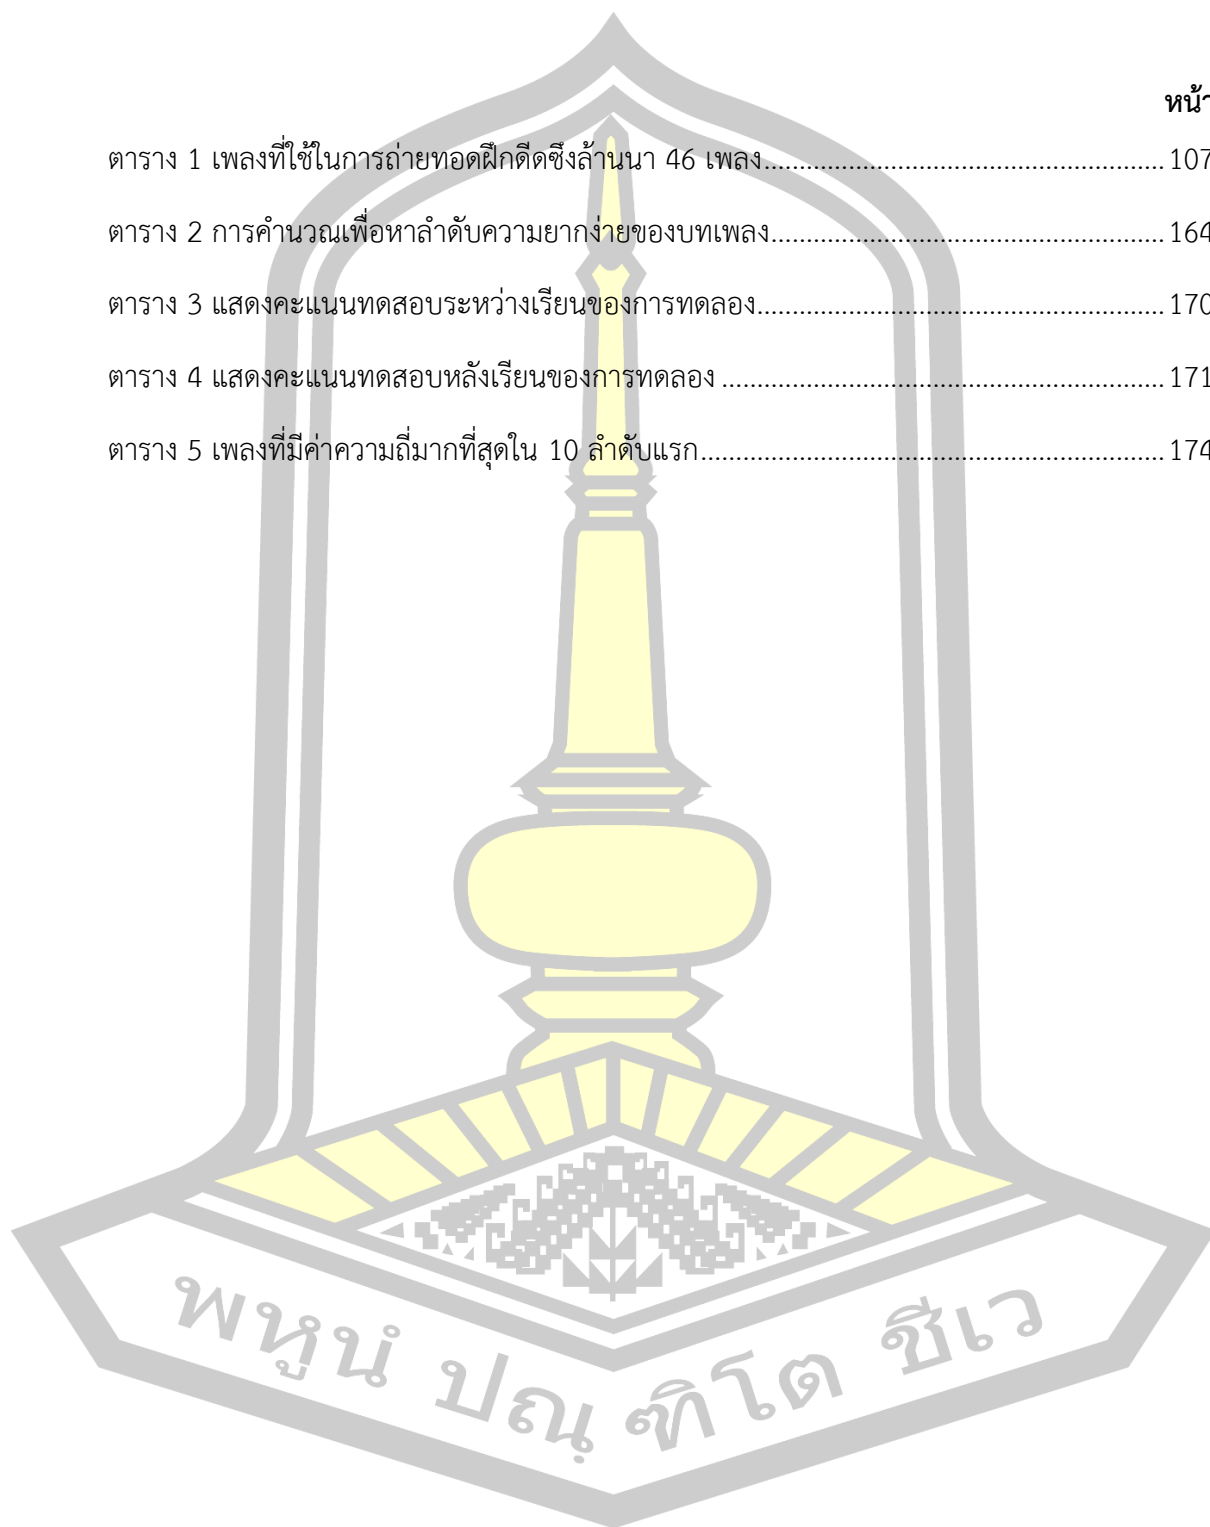 หน้า
ตาราง 1 เพลงที่ใช้ในการถ่ายทอดฝึกดีดซึงล้านนา 46 เพลง.......................................................... 107
ตาราง 2 การคำนวณเพื่อหาลำดับความยากง่ายของบทเพลง......................................................... 164
ตาราง 3 แสดงคะแนนทดสอบระหว่างเรียนของการทดลอง........................................................... 170
ตาราง 4 แสดงคะแนนทดสอบหลังเรียนของการทดลอง ................................................................ 171
ตาราง 5 เพลงที่มีค่าความถี่มากที่สุดใน 10 ลำดับแรก................................................................... 174
พหูนํ ปณฺฑิโต ชีเว